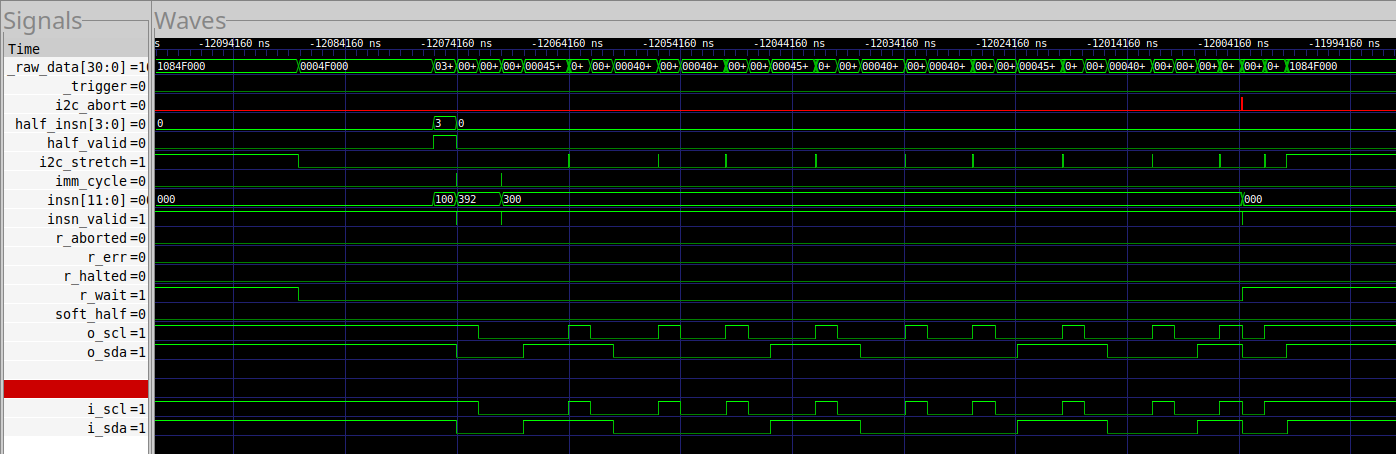 Signals
Waves
Time
s -12094160 ns -12084160 ns -12074160 ns -12064160 ns -12054160 ns -12044160 ns -12034160 ns -12024160 ns -12014160 ns -12004160 ns -11994160 ns
_raw_data[30:0]=10 1084F000 0004F000 03+ 00+ 00+ 00+ 00045+ 0+ 00+ 00040+ 00+ 00040+ 00+ 00+ 00045+ 0+ 00+ 00040+ 00+ 00040+ 00+ 00+ 00045+ 0+ 00+ 00040+ 00+ 00+ 00+ 0+ 00+ 0+ 1084F000
_trigger=0
i2c_abort=0
half_insn[3:0]=0 0 3 0
half_valid=0
i2c_stretch=1
imm_cycle=0
insn[11:0]=00 000 100 392 300 000
insn_valid=1
r_aborted=0
r_err=0
r_halted=0
r_wait=1
soft_half=0
o_scl=1
o_sda=1
i_scl=1
i_sda=1